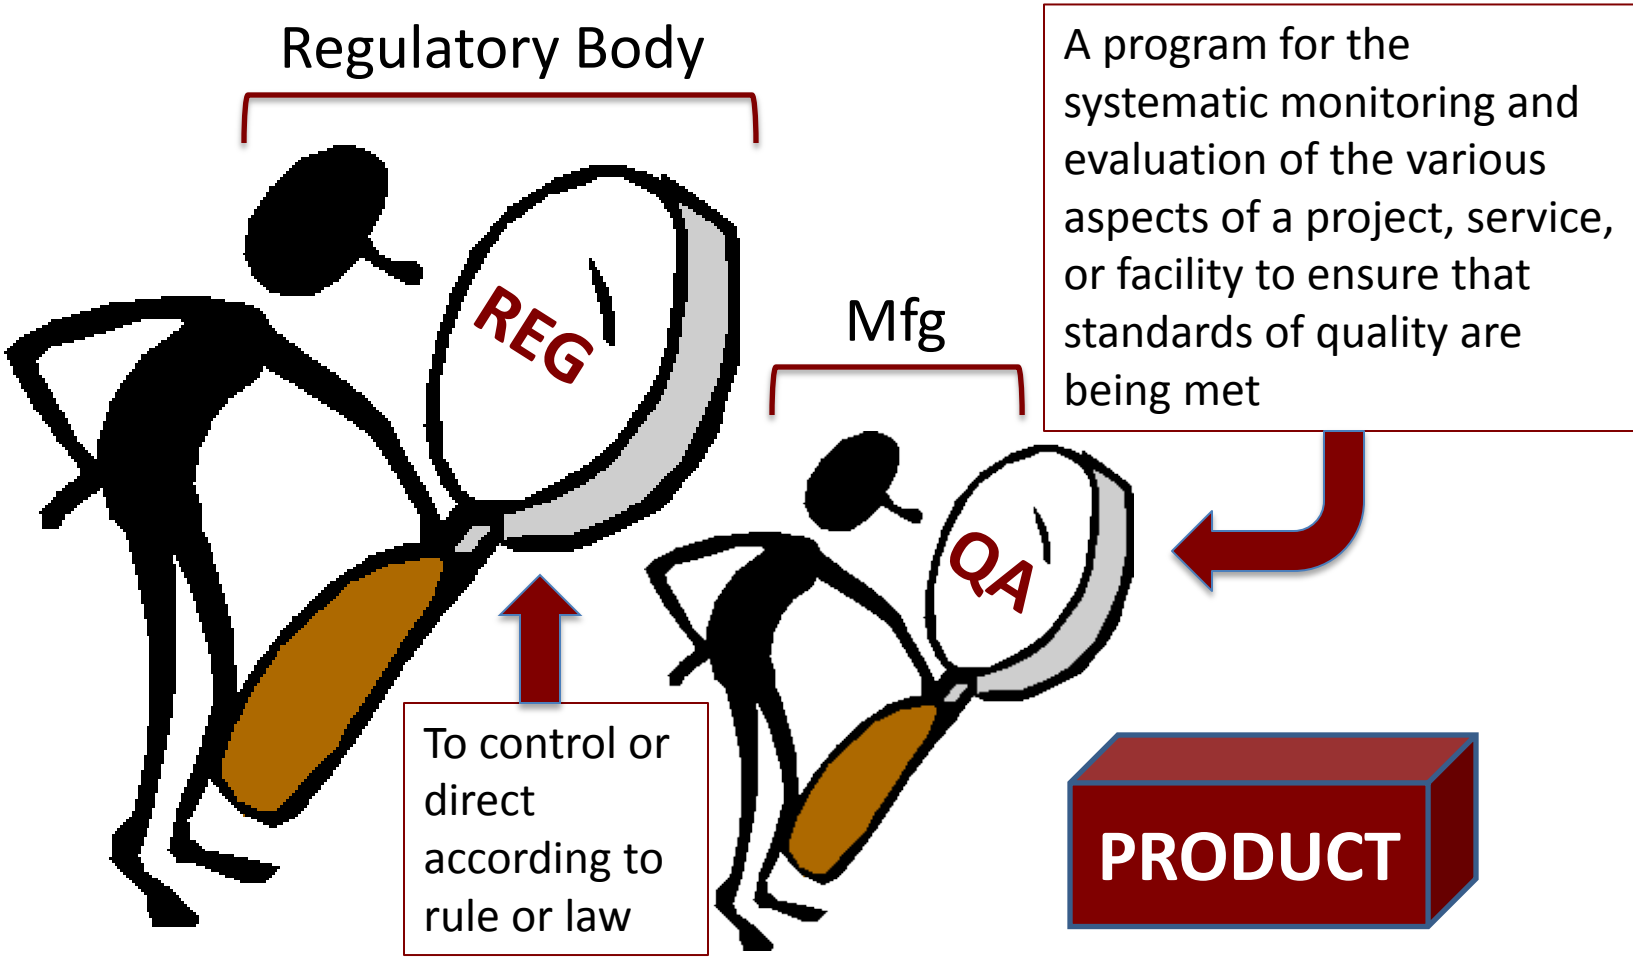 Regulatory Body
A program for the
systematic monitoring and
evaluation of the various
aspects of a project, service,
or facility to ensure that
standards of quality are
being met
REG
Mfg
QA
To control or
direct
according to
rule or law
PRODUCT